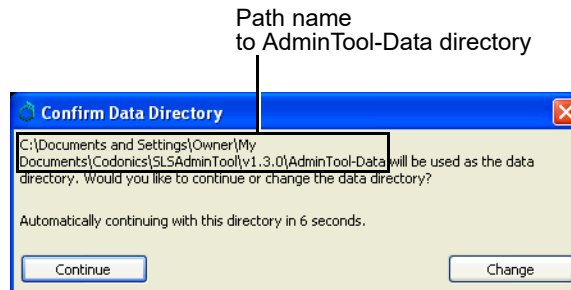 Path name
to AdminTool-Data directory
Confirm Data Directory
C:\Documents and Settings\Owner\My
Documents\Codonics\SLSAdminTool\v1.3.0\AdminTool-Data will be used as the data
directory. Would you like to continue or change the data directory?
Automatically continuing with this directory in 6 seconds.
Continue
Change